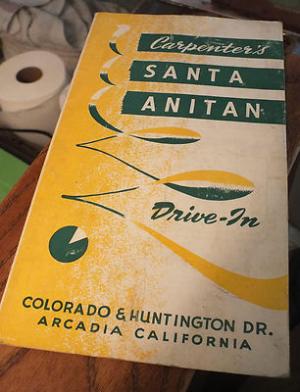 Carpenter's
SANTA
ANITAN
Drive-In
COLORADO & HUNTINGTON DR.
ARCADIA CALIFORNIA